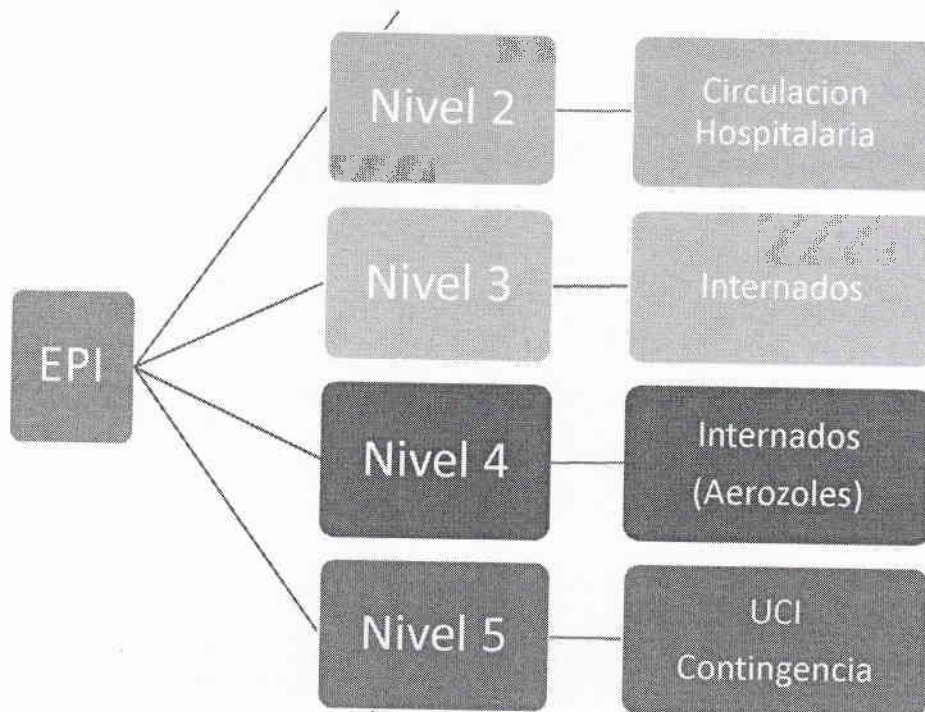 EPI
Nivel 2
Circulacion
Hospitalaria
Nivel 3
Internados
Nivel 4
Internados
(Aerozoles)
Nivel 5
UCI
Contingencia